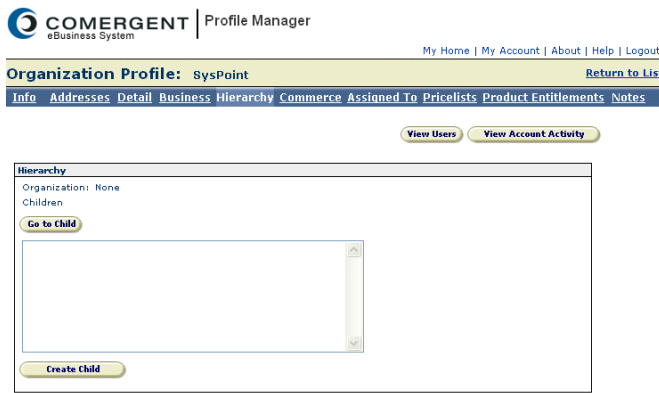 COMERGENT
eBusiness System
Profile Manager
My Home | My Account | About | Help | Logout
Organization Profile: SysPoint
Return to Lis
Info Addresses Detail Business Hierarchy Commerce Assigned To Pricelists Product Entitlements Notes
View Users View Account Activity
Hierarchy
Organization: None
Children
Go to Child
Create Child